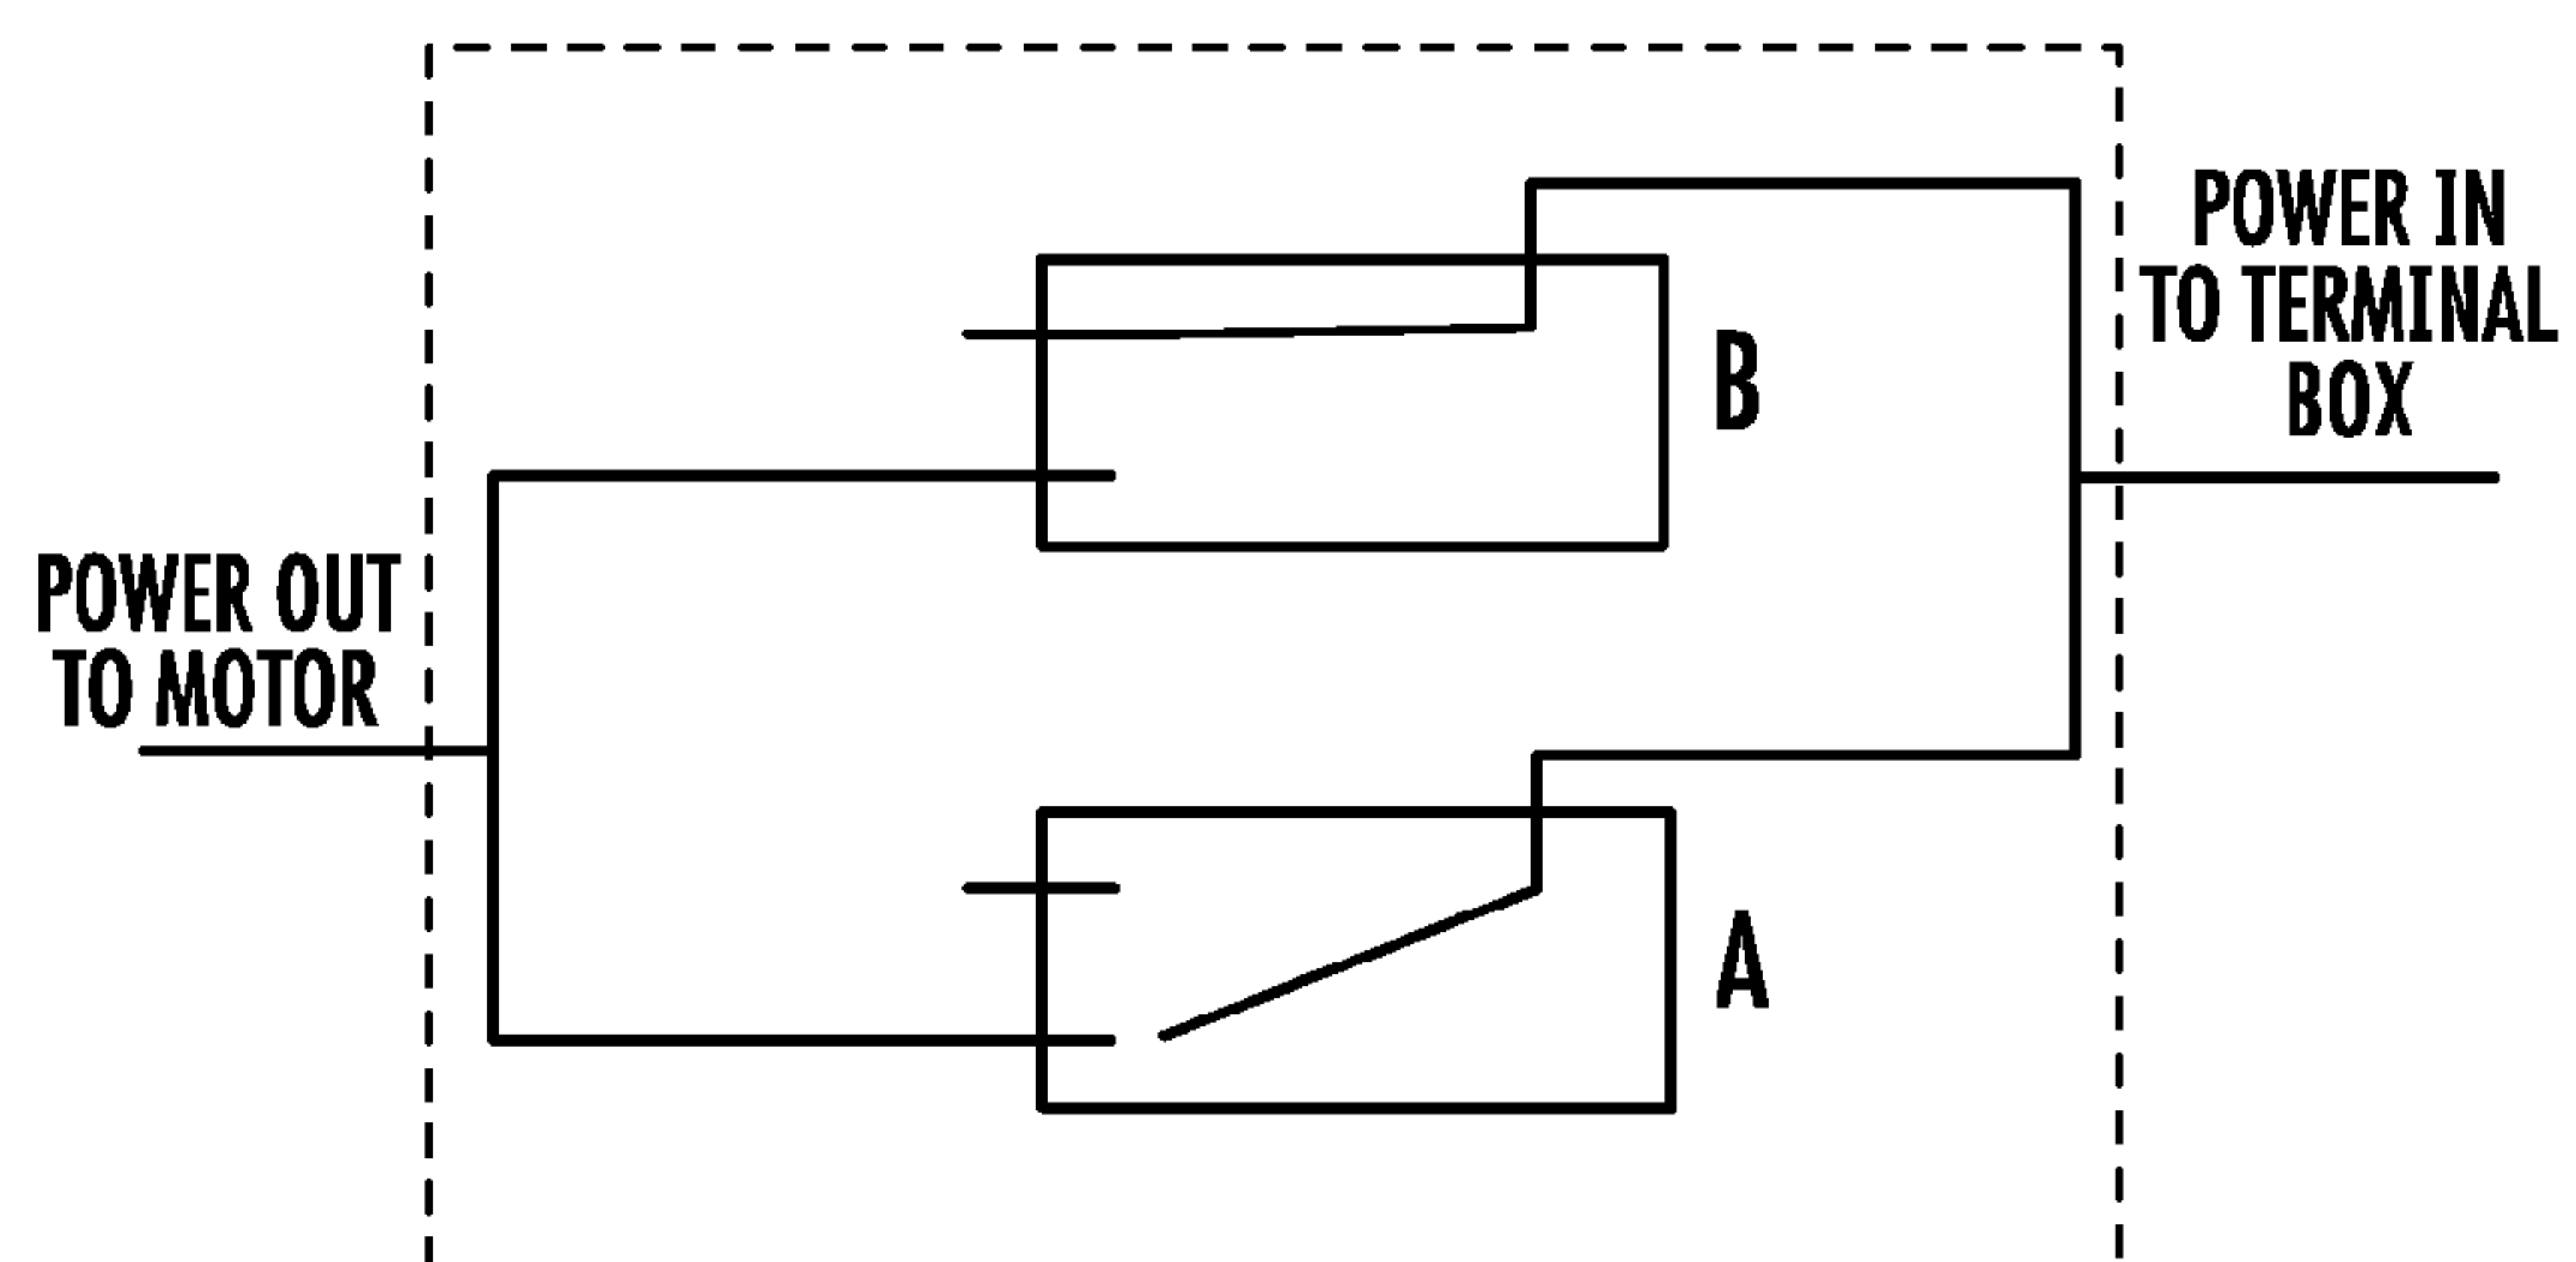 POWER IN
TO TERMINAL
BOX
B
POWER OUT
TO MOTOR
A